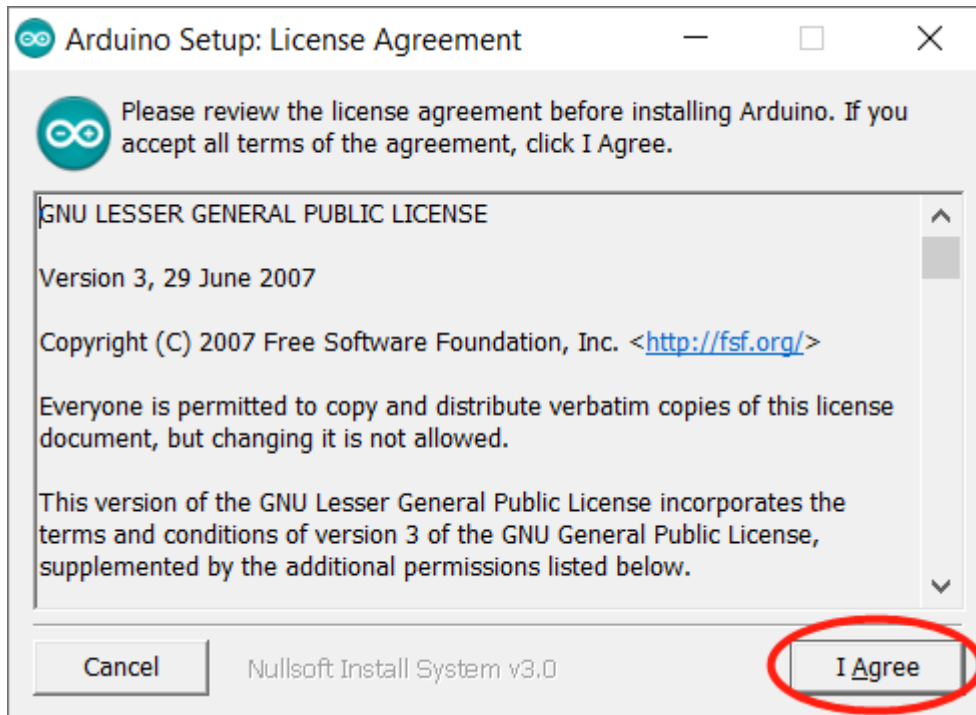 Arduino Setup: License Agreement
Please review the license agreement before installing Arduino. If you
accept all terms of the agreement, click I Agree.
GNU LESSER GENERAL PUBLIC LICENSE
Version 3, 29 June 2007
Copyright (C) 2007 Free Software Foundation, Inc. <http://fsf.org/>
Everyone is permitted to copy and distribute verbatim copies of this license
document, but changing it is not allowed.
This version of the GNU Lesser General Public License incorporates the
terms and conditions of version 3 of the GNU General Public License,
supplemented by the additional permissions listed below.
Cancel
Nullsoft Install System v3.0
I Agree